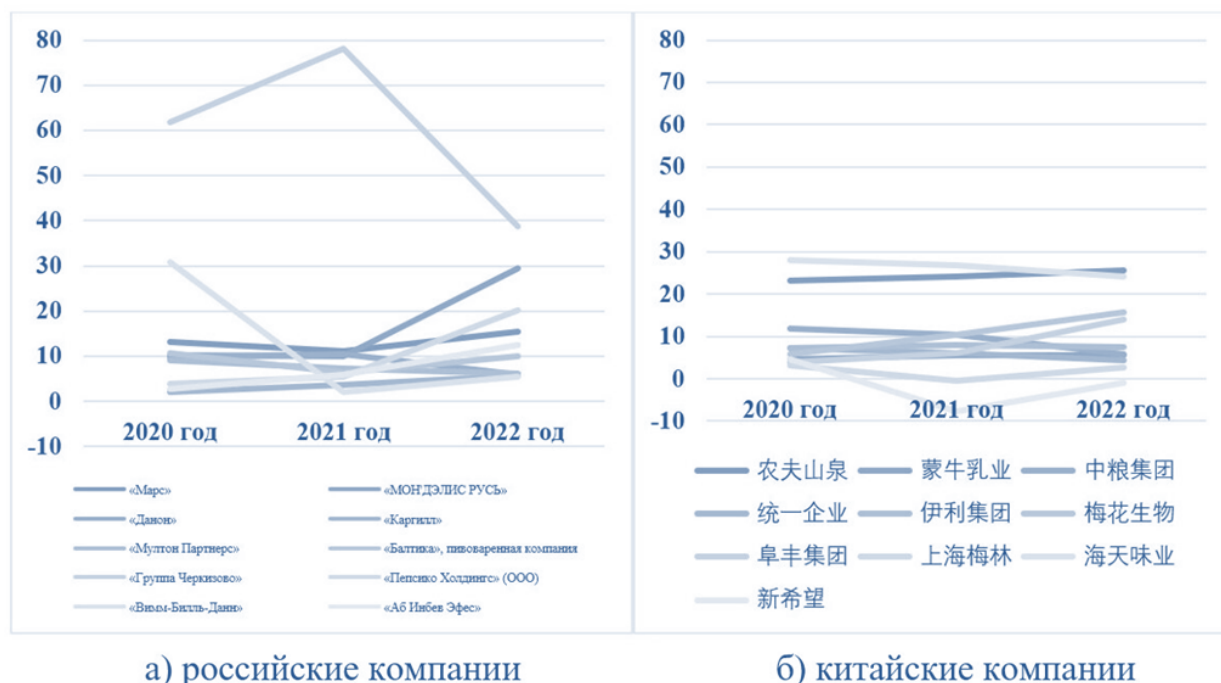 80
70
60
50
40
30
20
10
0
-10
2020 год 2021 год 2022 год
«Марс» «МОН'ДЭЛИС РУСЬ»
«Данон» «Каргилл»
«Мултон Партнерс» «Балтика», пивоваренная компания
«Группа Черкизово» «Пепсико Холдингс» (ООО)
«Вимм-Билль-Данн» «Аб Инбев Эфес»
а) российские компании
80
70
60
50
40
30
20
10
0
-10
2020 год 2021 год 2022 год
农夫山泉 蒙牛乳业 中粮集团
统一企业 伊利集团 梅花生物
阜丰集团 上海梅林 海天味业
新希望
б) китайские компании